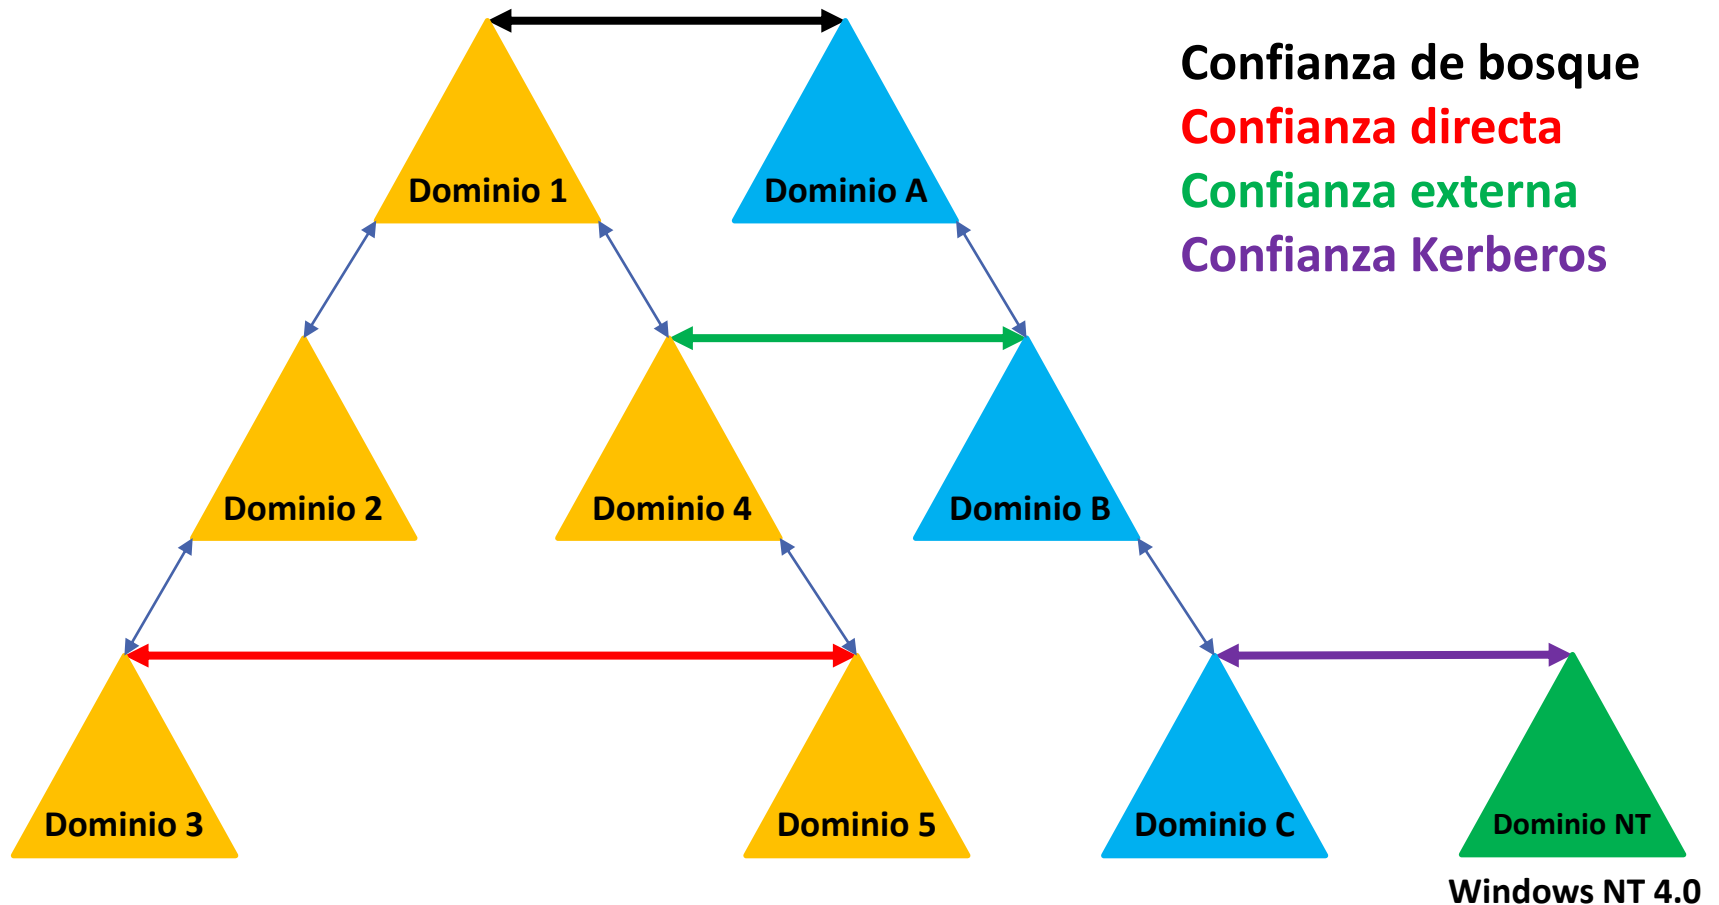 Confianza de bosque
Confianza directa
Confianza externa
Confianza Kerberos
Dominio 1
Dominio A
Dominio 2
Dominio 4
Dominio B
Dominio 3
Dominio 5
Dominio C
Dominio NT
Windows NT 4.0